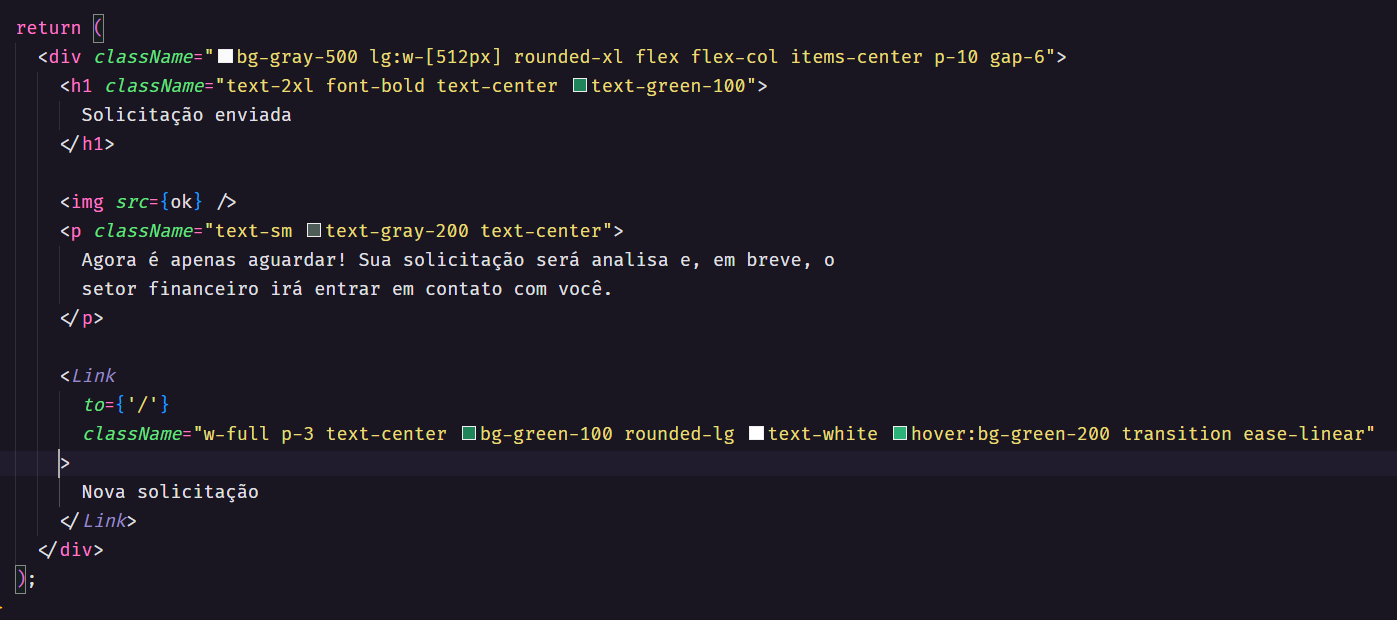 return (
<div className="bg-gray-500 lg:w-[512px] rounded-xl flex flex-col items-center p-10 gap-6">
<h1 className="text-2xl font-bold text-center text-green-100">
Solicitação enviada
</h1>
<img src={ok} />
<p className="text-sm text-gray-200 text-center">
Agora é apenas aguardar! Sua solicitação será analisa e, em breve, o
setor financeiro irá entrar em contato com você.
</p>
<Link
to={'/'}
className="w-full p-3 text-center bg-green-100 rounded-lg text-white hover:bg-green-200 transition ease-linear"
>
Nova solicitação
</Link>
</div>
);